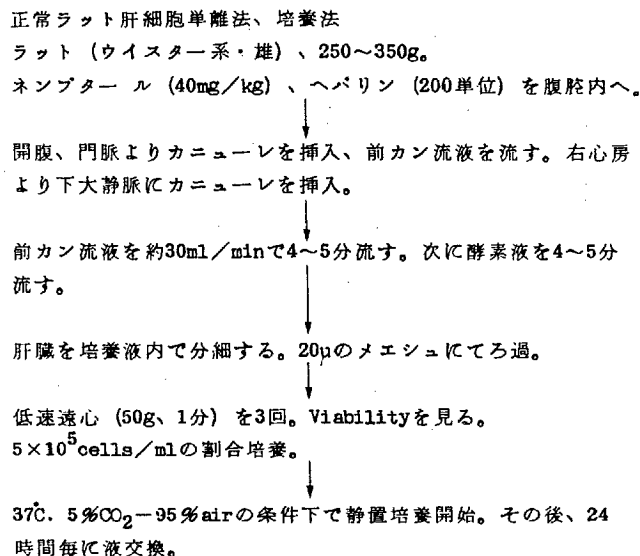 正常ラット肝細胞単離法、培養法
ラット (ウイスター系・雄) 、250～350g。
ネンブタール (40mg/kg) 、ヘパリン (200単位) を腹腔内へ。
開腹、門脈よりカニューレを挿入、前カン流液を流す。右心房
より下大静脈にカニューレを挿入。
前カン流液を約30ml/minで4～5分流す。次に酵素液を4～5分
流す。
肝臓を培養液内で分細する。20μのメエシュにてろ過。
低速遠心 (50g、1分) を3回。Viabilityを見る。
5×10⁵cells/mlの割合培養。
37℃. 5%CO₂－95%airの条件下で静置培養開始。その後、24
時間毎に液交換。